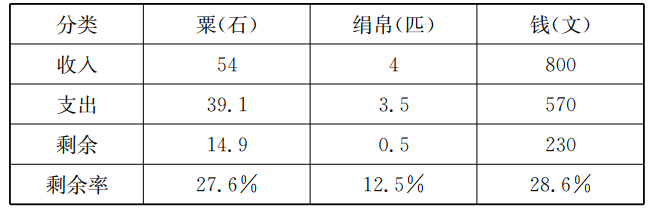 分类 粟(石) 绢帛(匹) 钱(文)
收入 54 4 800
支出 39.1 3.5 570
剩余 14.9 0.5 230
剩余率 27.6% 12.5% 28.6%